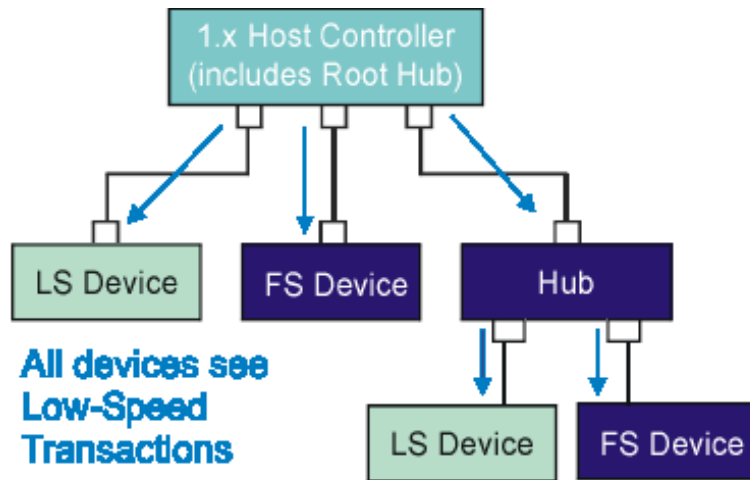 1.x Host Controller
(includes Root Hub)
LS Device
FS Device
Hub
All devices see
Low-Speed
Transactions
LS Device
FS Device